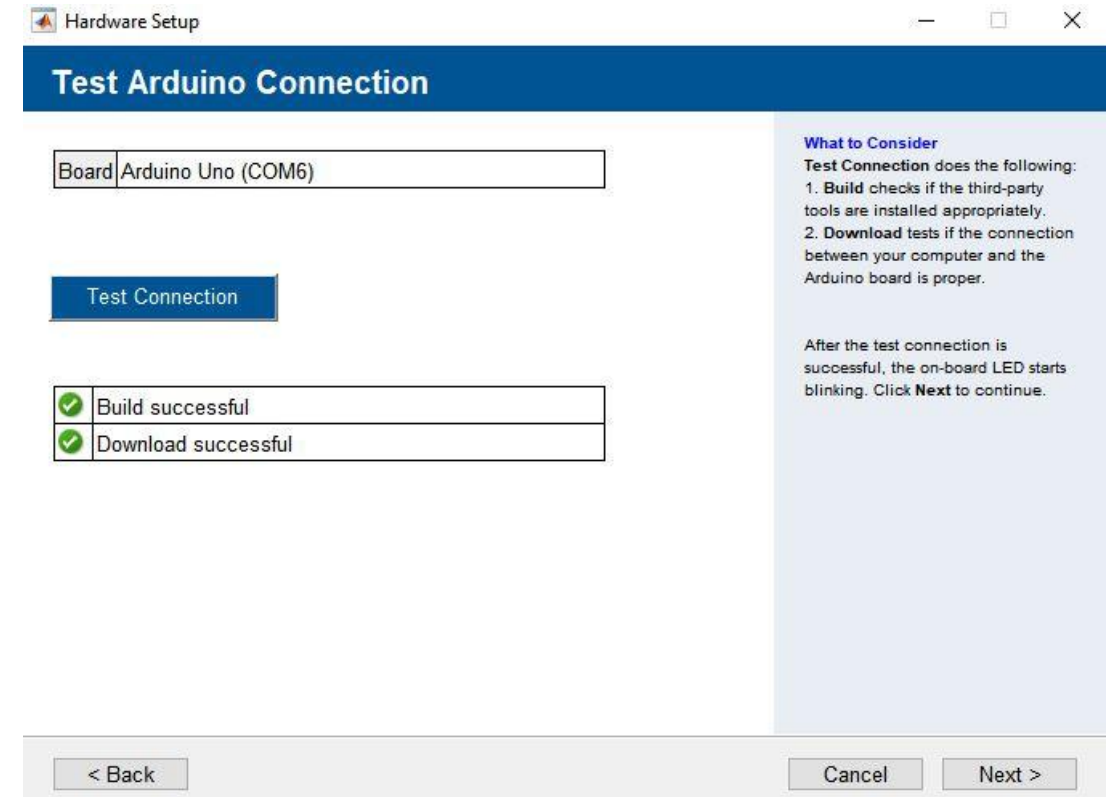 Hardware Setup
Test Arduino Connection
Board Arduino Uno (COM6)
Test Connection
Build successful
Download successful
What to Consider
Test Connection does the following:
1. Build checks if the third-party
tools are installed appropriately.
2. Download tests if the connection
between your computer and the
Arduino board is proper.
After the test connection is
successful, the on-board LED starts
blinking. Click Next to continue.
< Back
Cancel
Next >